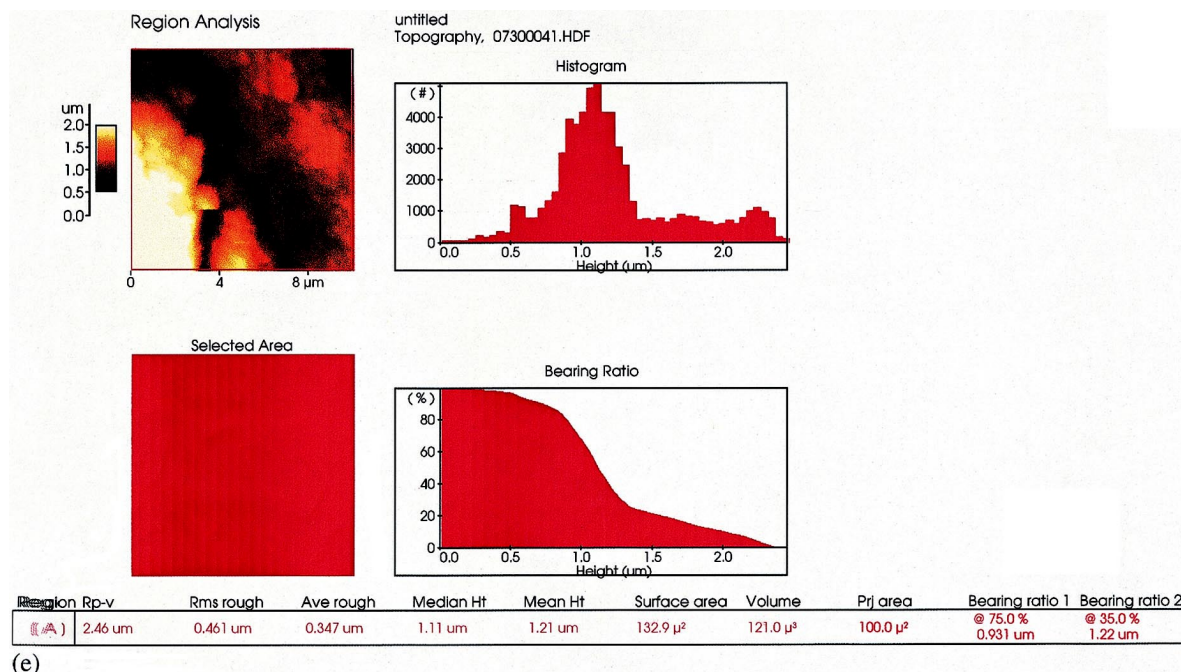 Region Analysis
untitled
Topography, 07300041.HDF
um
2.0
1.5
1.0
0.5
0.0
0 4 8 µm
Histogram
(#)
4000
3000
2000
1000
0
0.0 0.5 1.0 1.5 2.0
Height (um)
Selected Area
Bearing Ratio
(%)
80
60
40
20
0
0.0 0.5 1.0 1.5 2.0
Height (um)
Region Rp-v Rms rough Ave rough Median Ht Mean Ht Surface area Volume Prj area Bearing ratio 1 Bearing ratio 2
(A) 2.46 um 0.461 um 0.347 um 1.11 um 1.21 um 132.9 µ² 121.0 µ³ 100.0 µ² @ 75.0 % @ 35.0 %
0.931 um 1.22 um
(e)